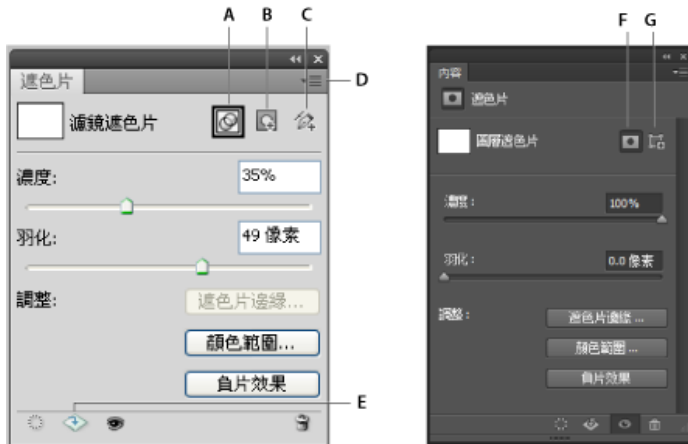 A B C
D
遮色片
濾鏡遮色片
濃度:
35%
羽化:
49 像素
調整:
遮色片邊緣...
顏色範圍...
負片效果
E
F G
內容
遮色片
圖層遮色片
濃度:
100%
羽化:
0.0 像素
調整:
遮色片邊緣 ...
顏色範圍 ...
負片效果